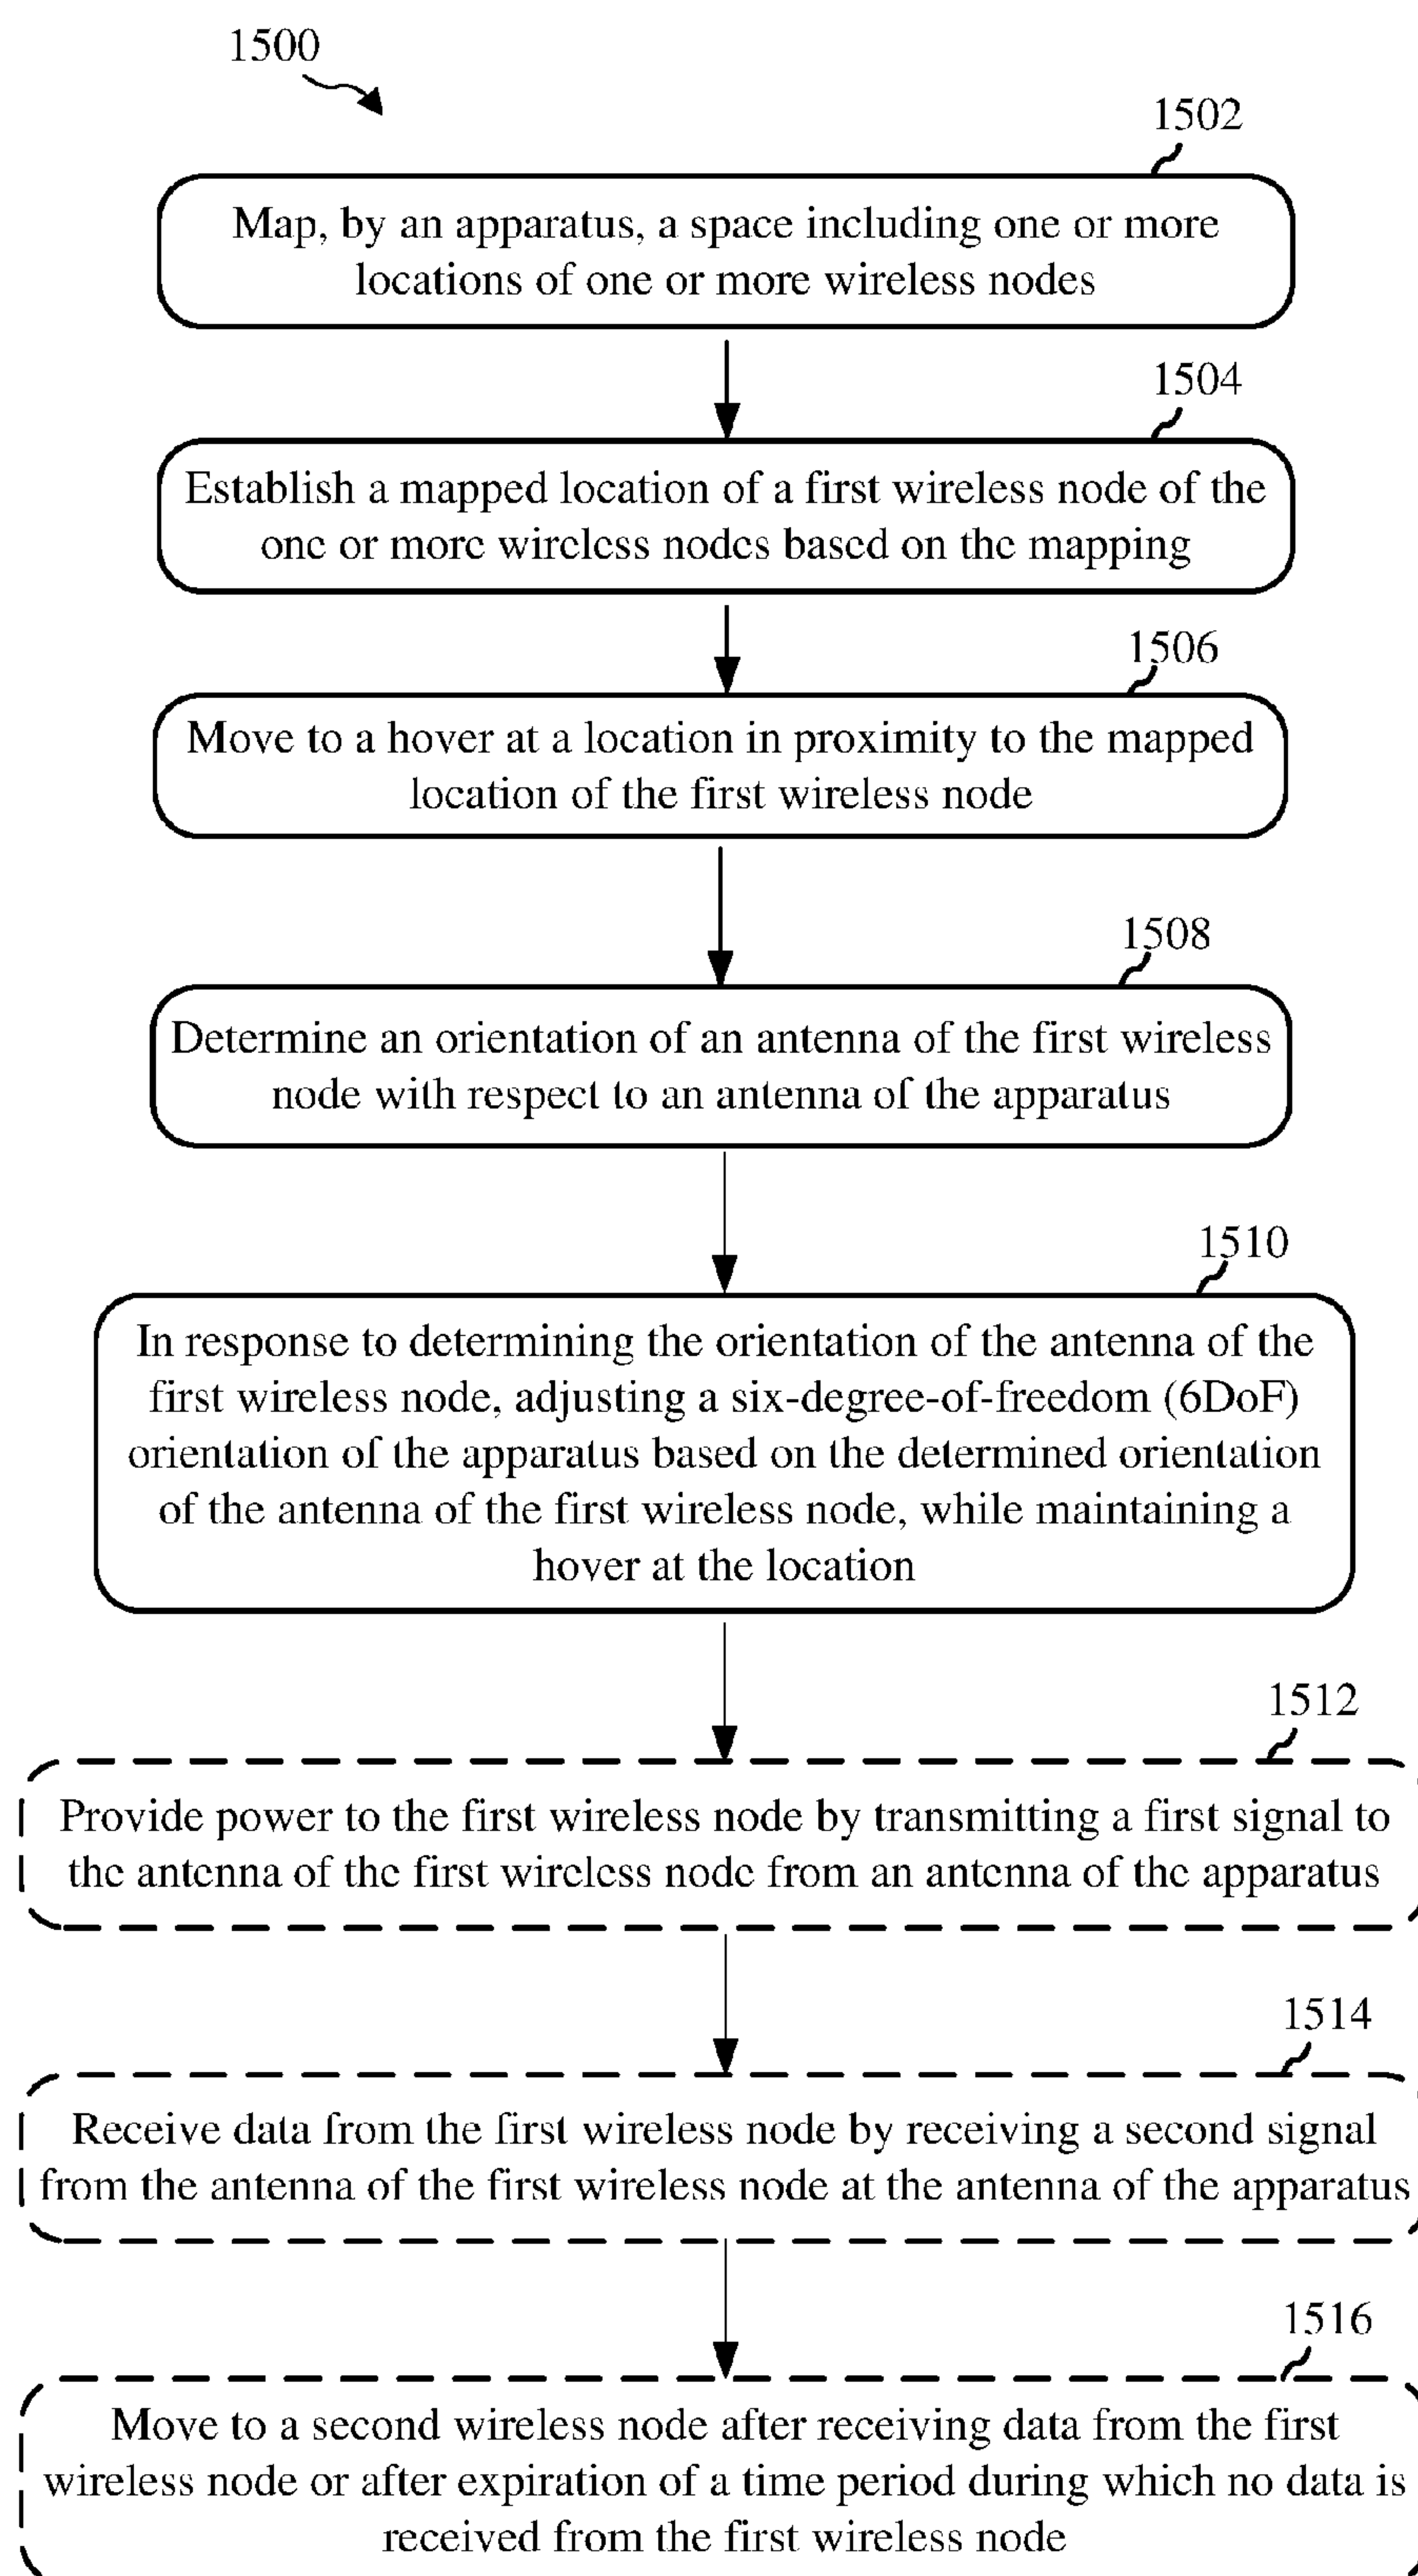 1500
1502
Map, by an apparatus, a space including one or more
locations of one or more wireless nodes
1504
Establish a mapped location of a first wireless node of the
one or more wireless nodes based on the mapping
1506
Move to a hover at a location in proximity to the mapped
location of the first wireless node
1508
Determine an orientation of an antenna of the first wireless
node with respect to an antenna of the apparatus
1510
In response to determining the orientation of the antenna of the
first wireless node, adjusting a six-degree-of-freedom (6DoF)
orientation of the apparatus based on the determined orientation
of the antenna of the first wireless node, while maintaining a
hover at the location
1512
Provide power to the first wireless node by transmitting a first signal to
the antenna of the first wireless node from an antenna of the apparatus
1514
Receive data from the first wireless node by receiving a second signal
from the antenna of the first wireless node at the antenna of the apparatus
1516
Move to a second wireless node after receiving data from the first
wireless node or after expiration of a time period during which no data is
received from the first wireless node